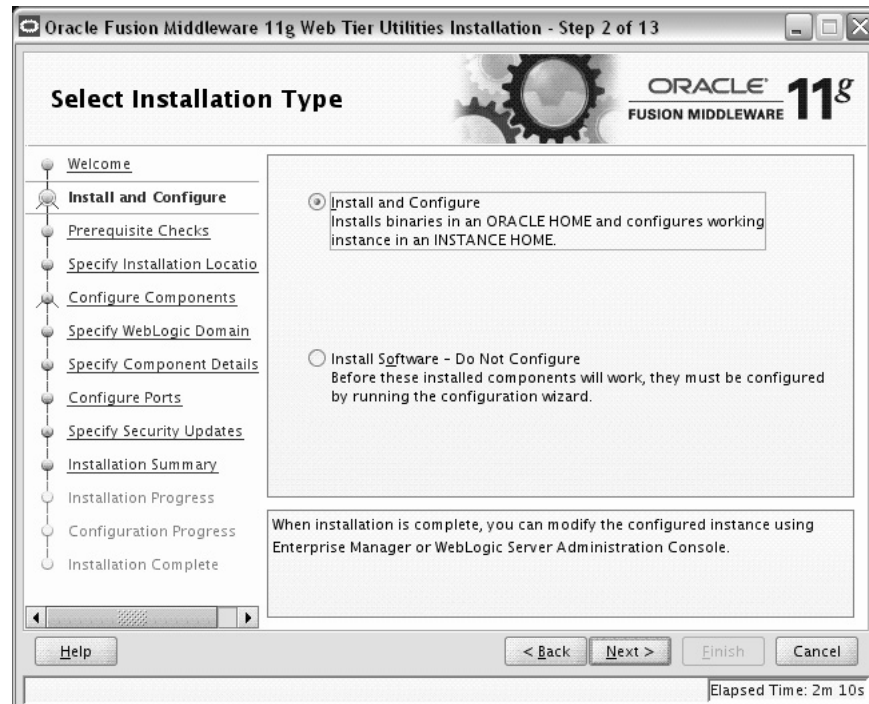 Oracle Fusion Middleware 11g Web Tier Utilities Installation - Step 2 of 13
Select Installation Type
ORACLE
FUSION MIDDLEWARE
11g
Welcome
Install and Configure
Prerequisite Checks
Specify Installation Locatio
Configure Components
Specify WebLogic Domain
Specify Component Details
Configure Ports
Specify Security Updates
Installation Summary
Installation Progress
Configuration Progress
Installation Complete
Install and Configure
Installs binaries in an ORACLE HOME and configures working
instance in an INSTANCE HOME.
Install Software - Do Not Configure
Before these installed components will work, they must be configured
by running the configuration wizard.
When installation is complete, you can modify the configured instance using
Enterprise Manager or WebLogic Server Administration Console.
Help
< Back
Next >
Finish
Cancel
Elapsed Time: 2m 10s